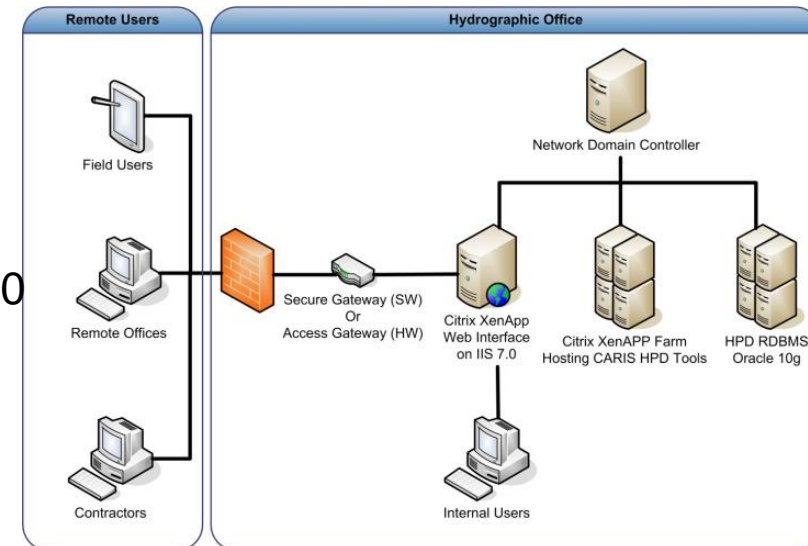 Remote Users
Hydrographic Office
Field Users
Network Domain Controller
0
Remote Offices
Secure Gateway (SW)
Or
Access Gateway (HW)
Citrix XenApp
Web Interface
on IIS 7.0
Citrix XenAPP Farm
Hosting CARIS HPD Tools
HPD RDBMS
Oracle 10g
Contractors
Internal Users